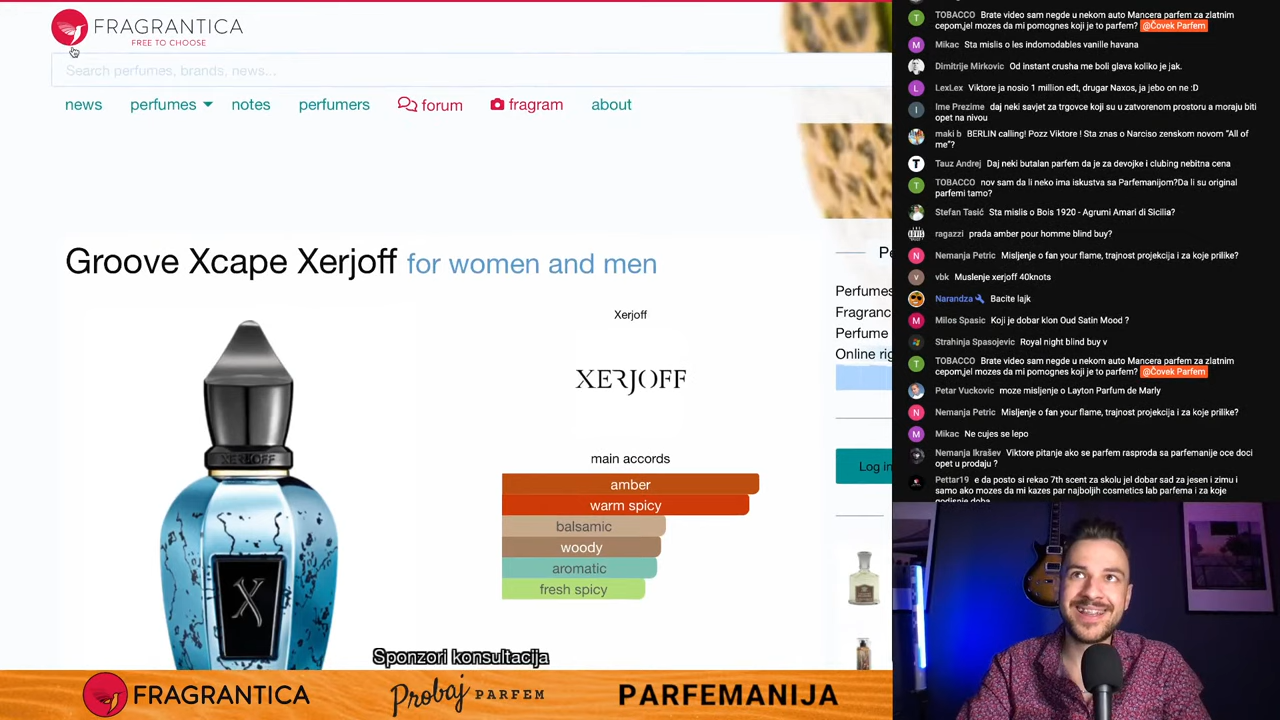 FRAGRANTICA
FREE TO CHOOSE
Search perfumes, brands, news...
news perfumes notes perfumers forum fragram about
Groove Xcape Xerjoff for women and men
Xerjoff
XERJOFF
main accords
amber
warm spicy
balsamic
woody
aromatic
fresh spicy
XERJOFF
X
Perfumes
Perfume
Log in
Sponzori konsultacija
FRAGRANTICA
Probaj PARFEM
PARFEMANIJA
TOBACCO Brate video sam negde u nekom auto Mancera parfem za zlatnim
cepom,jel mozes da mi pomognes koji je to parfem? @Čovek Parfem
Mikac Sta mislis o les indomodables vanille havana
Dimitrije Mirkovic Od instant crusha me boli glava koliko je jak.
LexLex Viktore ja nosio 1 million edt, drugar Naxos, ja jebo on ne :D
Ime Prezime daj neki savjet za trgovce koji su u zatvorenom prostoru a moraju biti
opet na nivou
maki b BERLIN calling! Pozz Viktore ! Sta znas o Narciso zenskom novom “All of
me”?
Tauz Andrej Daj neki butalan parfem da je za devojke i clubing nebitna cena
TOBACCO nov sam da li neko ima iskustva sa Parfemanijom?Da li su original
parfemi tamo?
Stefan Tasić Sta mislis o Bois 1920 - Agrumi Amari di Sicilia?
ragazzi prada amber pour homme blind buy?
Nemanja Petric Misljenje o fan your flame, trajnost projekcija i za koje prilike?
vbk Muslenje xerjoff 40knots
Narandza Bacite lajk
Milos Spasic Koji je dobar klon Oud Satin Mood ?
Strahinja Spasojevic Royal night blind buy v
TOBACCO Brate video sam negde u nekom auto Mancera parfem za zlatnim
cepom,jel mozes da mi pomognes koji je to parfem? @Čovek Parfem
Petar Vuckovic moze misljenje o Layton Parfum de Marly
Nemanja Petric Misljenje o fan your flame, trajnost projekcija i za koje prilike?
Mikac Ne cujes se lepo
Nemanja Ikrašev Viktore pitanje ako se parfem rasproda sa parfemanije oce doci
opet u prodaju ?
Pettar19 e da posto si rekao 7th scent za skolu jel dobar sad za jesen i zimu i
samo ako mozes da mi kazes par najboljih cosmetics lab parfema i za koje